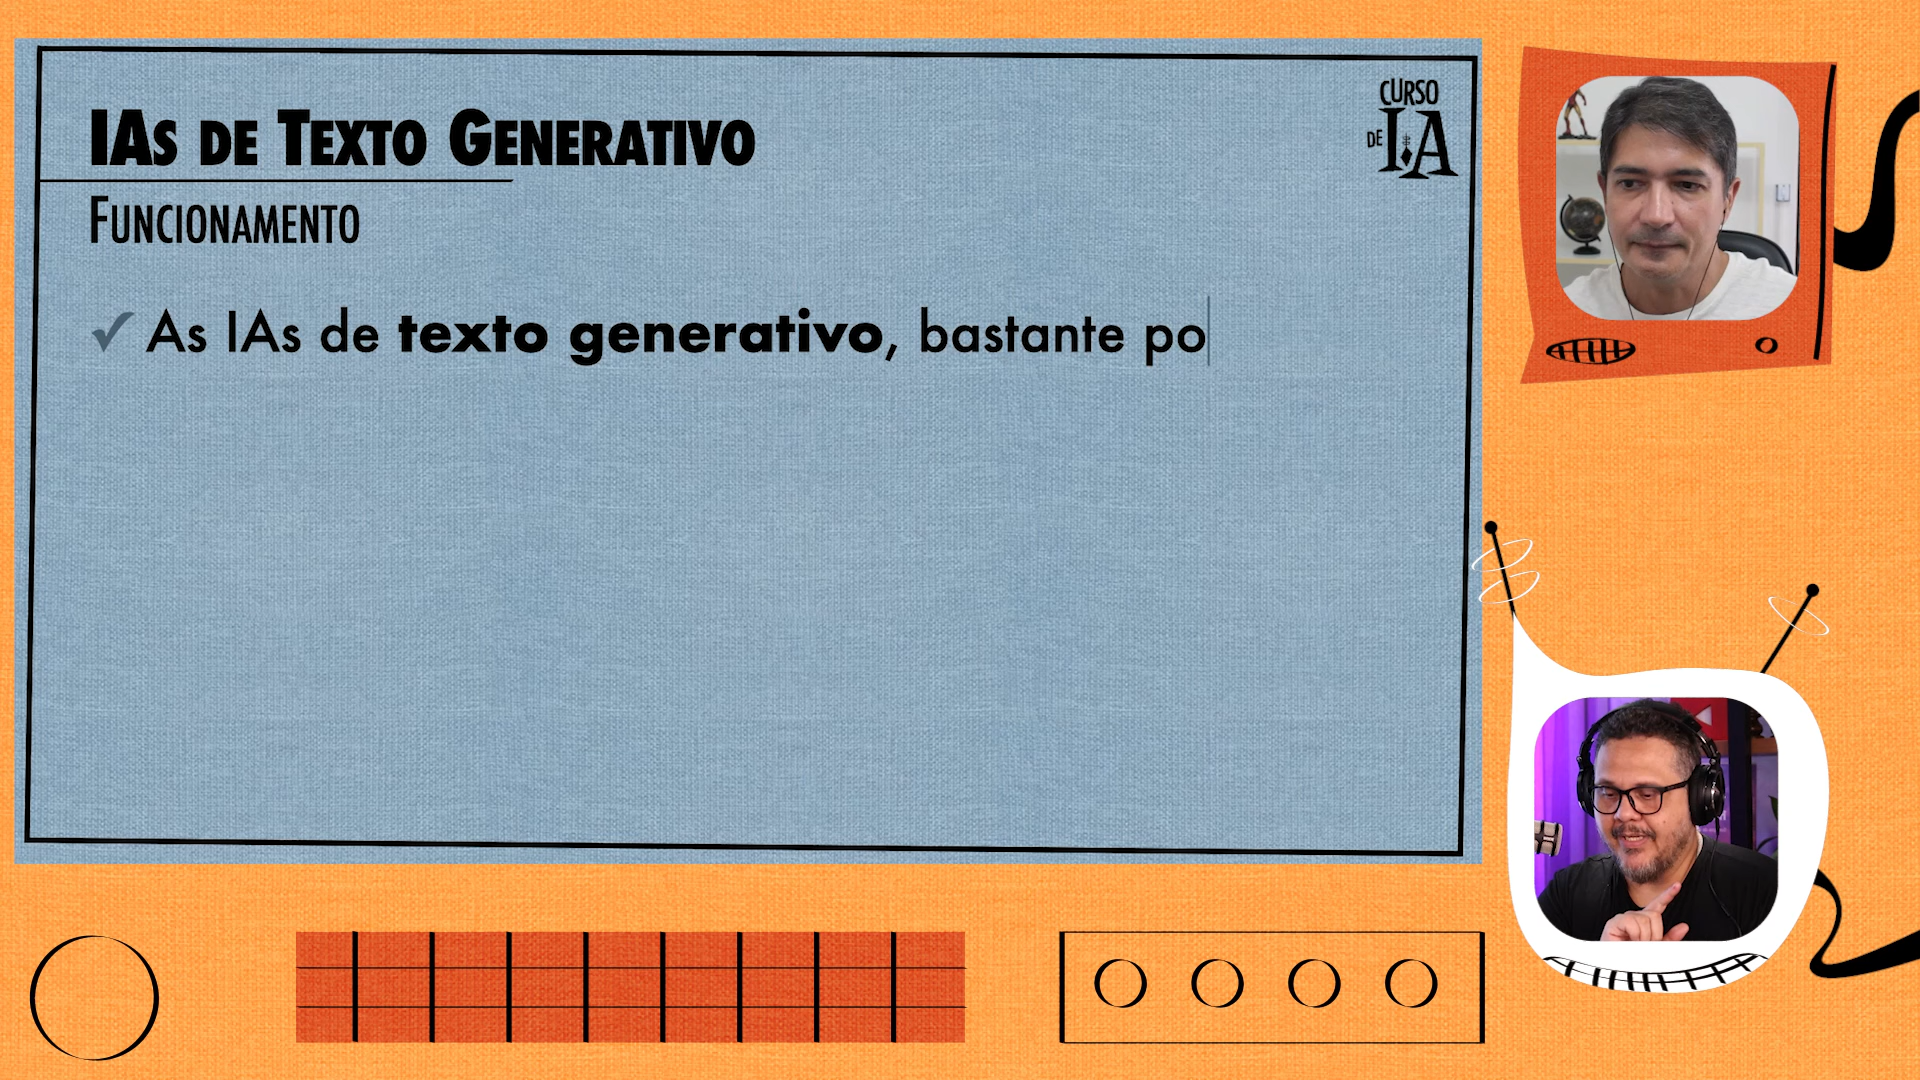 IAs de Texto Generativo
Funcionamento
✓ As IAs de texto generativo, bastante po
CURSO
DE IA